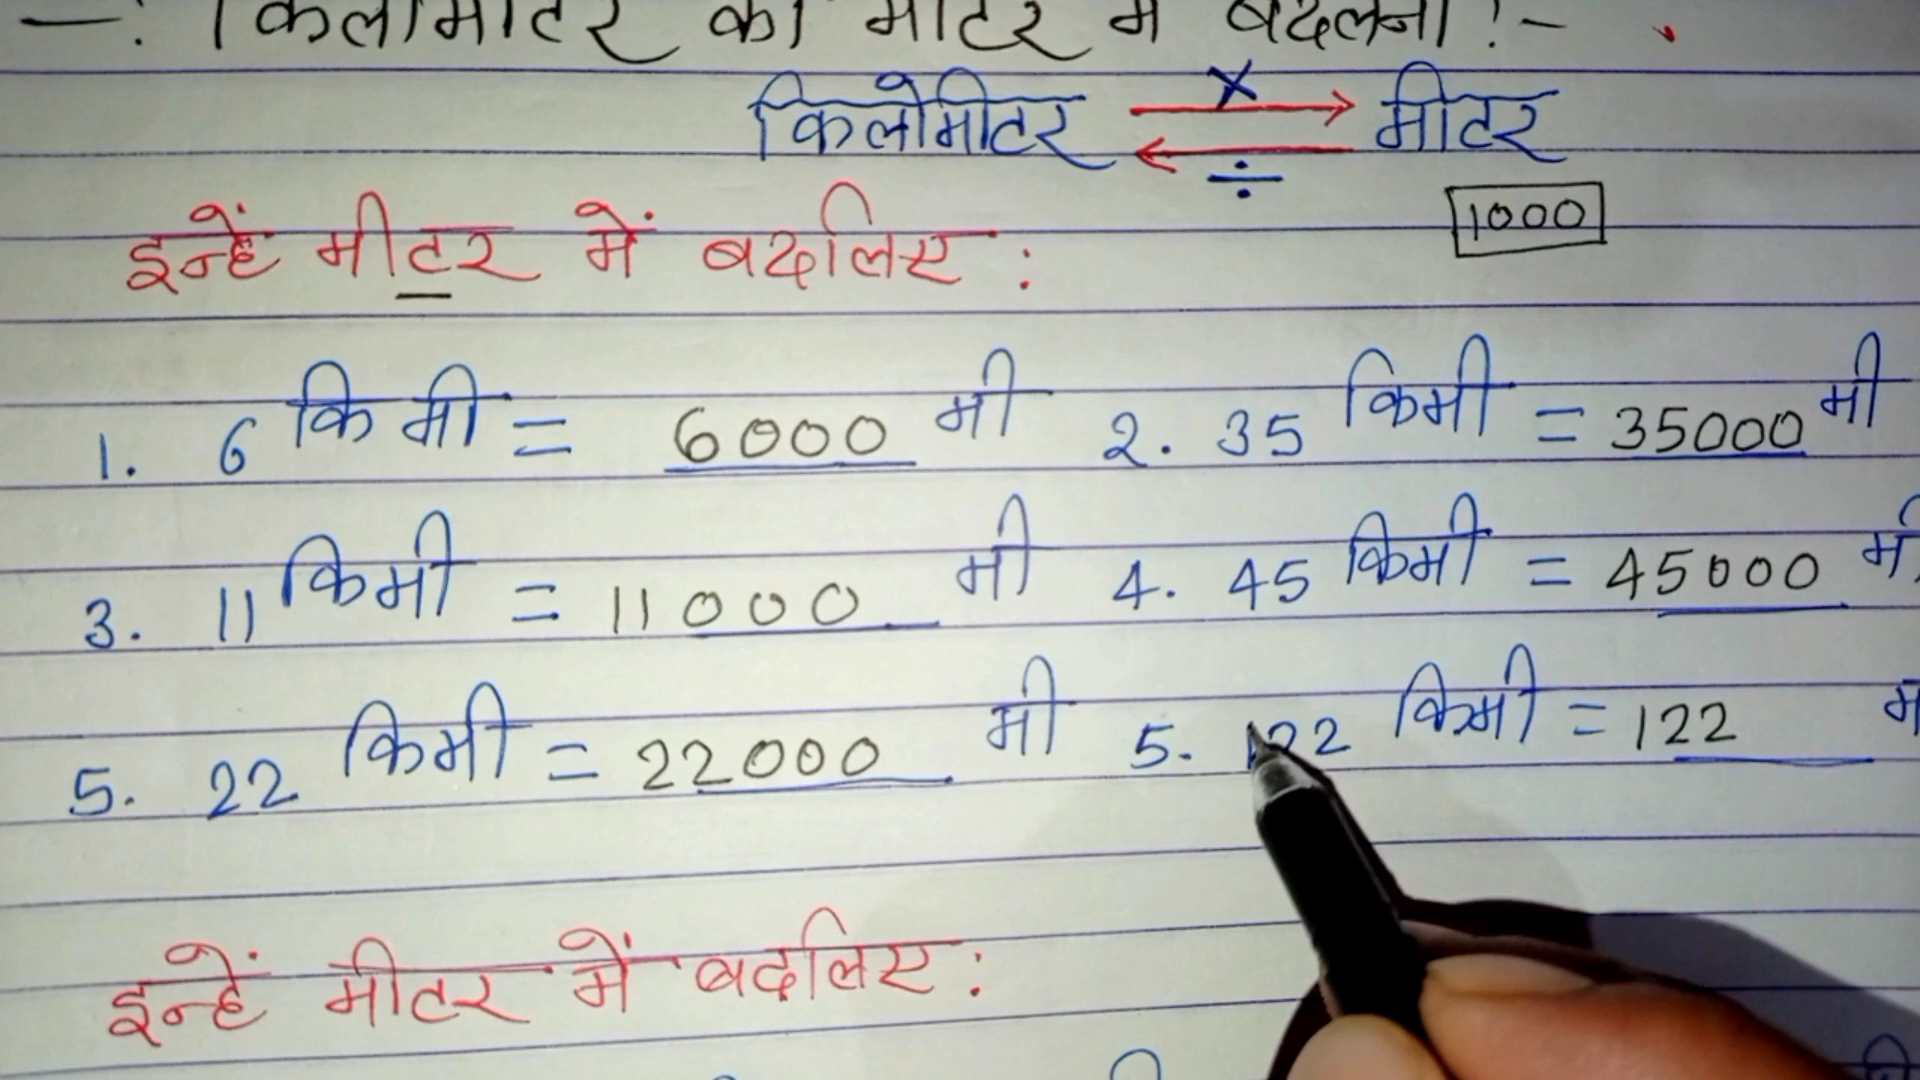 —: किलोमीटर को मीटर में बदलना :—
किलोमीटर × मीटर
÷
1000
इन्हें मीटर में बदलिए :
1. 6 कि मी = 6000 मी 2. 35 किमी = 35000 मी
3. 11 किमी = 11000 मी 4. 45 किमी = 45000 मी
5. 22 किमी = 22000 मी 5. 122 किमी = 122 म
इन्हें मीटर में बदलिए :